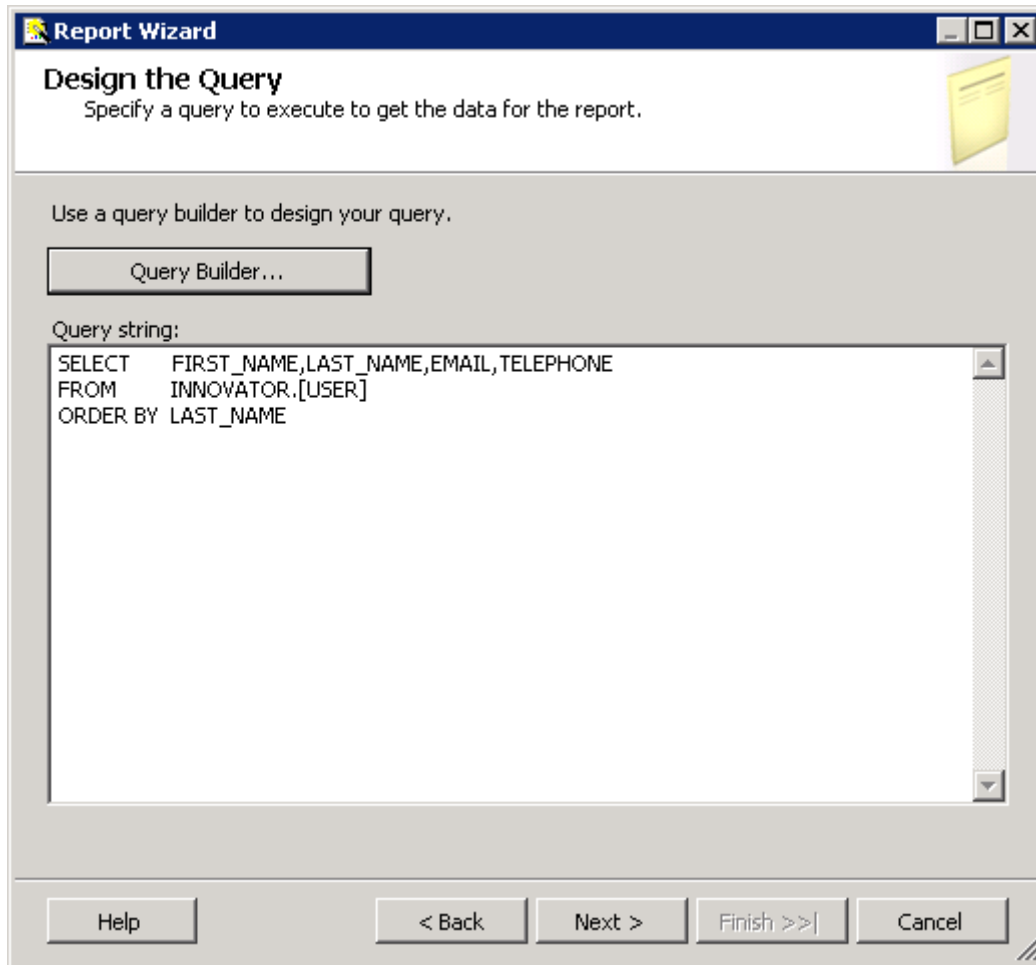 Report Wizard
Design the Query
Specify a query to execute to get the data for the report.
Use a query builder to design your query.
Query Builder...
Query string:
SELECT FIRST_NAME,LAST_NAME,EMAIL,TELEPHONE
FROM INNOVATOR.[USER]
ORDER BY LAST_NAME
Help < Back Next > Finish >>| Cancel